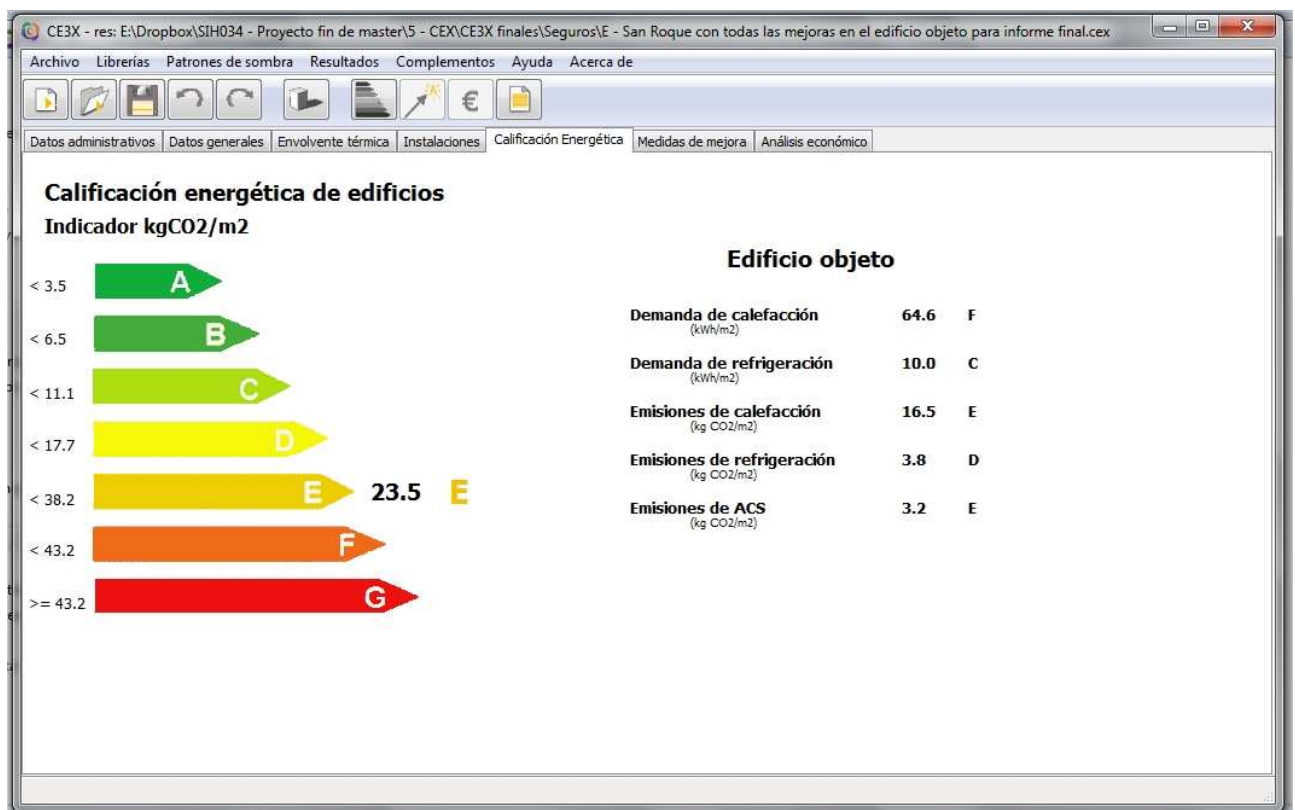 CE3X - res: E:\Dropbox\SIH034 - Proyecto fin de master\5 - CEX\CE3X finales\Seguros\E - San Roque con todas las mejoras en el edificio objeto para informe final.cex
Archivo Librerías Patrones de sombra Resultados Complementos Ayuda Acerca de
€
Datos administrativos Datos generales Envolvente térmica Instalaciones Calificación Energética Medidas de mejora Análisis económico
Calificación energética de edificios
Indicador kgCO2/m2
< 3.5 A
< 6.5 B
< 11.1 C
< 17.7 D
< 38.2 E 23.5 E
< 43.2 F
>= 43.2 G
Edificio objeto
Demanda de calefacción 64.6 F
(kWh/m2)
Demanda de refrigeración 10.0 C
(kWh/m2)
Emisiones de calefacción 16.5 E
(kg CO2/m2)
Emisiones de refrigeración 3.8 D
(kg CO2/m2)
Emisiones de ACS 3.2 E
(kg CO2/m2)